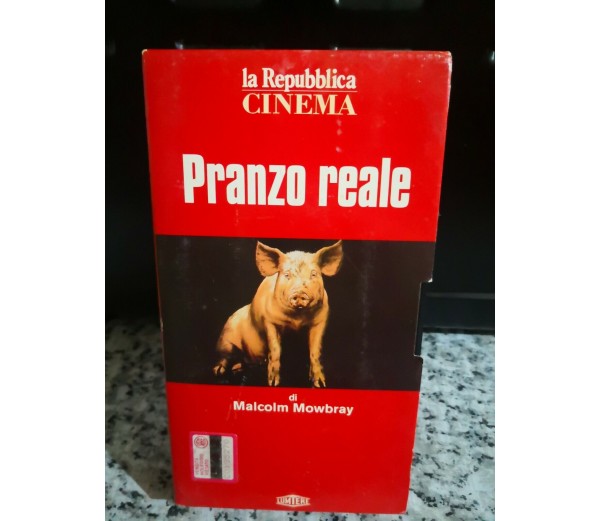 la Repubblica
CINEMA
Pranzo reale
di
Malcolm Mowbray
LUMIERE